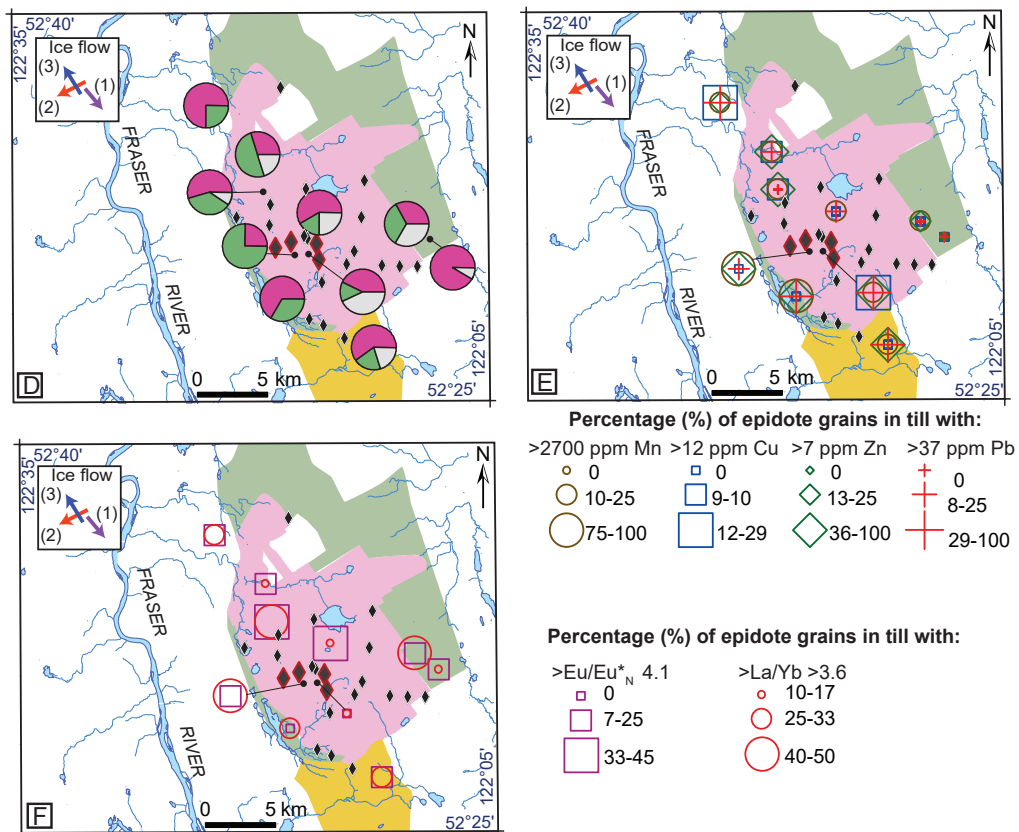 52°40'
122°35'
Ice flow
(3)
(1)
(2)
N
FRASER
RIVER
0 5 km
122°05'
52°25'
D
52°40'
122°35'
Ice flow
(3)
(1)
(2)
N
FRASER
RIVER
0 5 km
122°05'
52°25'
E
Percentage (%) of epidote grains in till with:
>2700 ppm Mn >12 ppm Cu >7 ppm Zn >37 ppm Pb
0 0 0 0
10-25 9-10 13-25 8-25
75-100 12-29 36-100 29-100
52°40'
122°35'
Ice flow
(3)
(1)
(2)
N
FRASER
RIVER
0 5 km
122°05'
52°25'
F
Percentage (%) of epidote grains in till with:
>Eu/Eu*N 4.1 >La/Yb >3.6
0 10-17
7-25 25-33
33-45 40-50